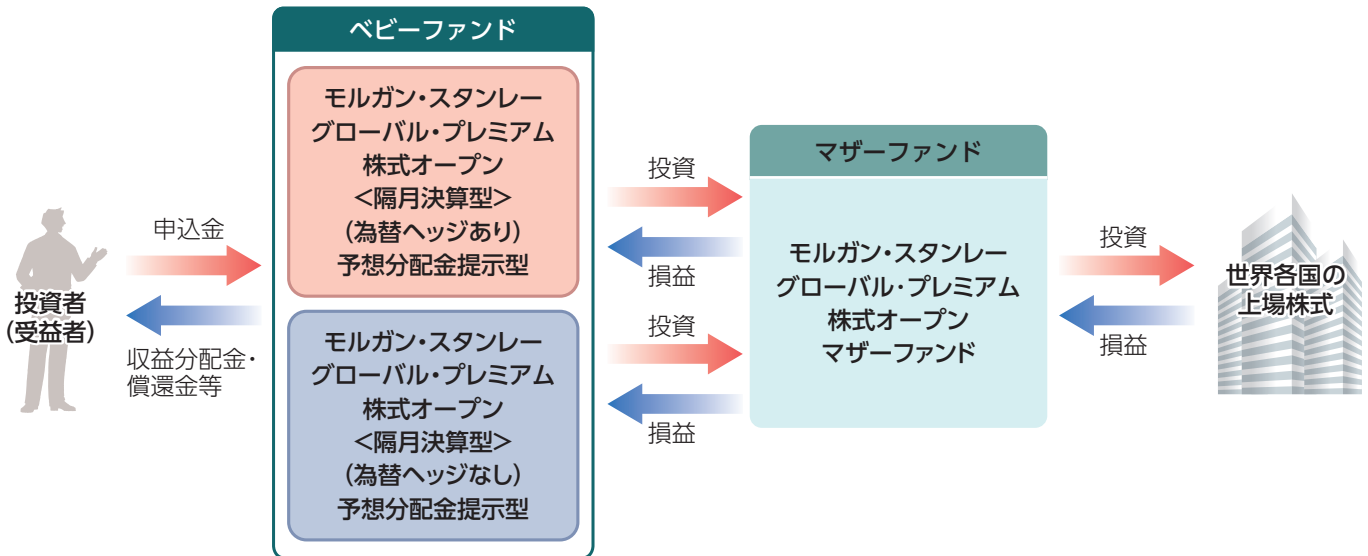 ベビーファンド
モルガン・スタンレー
グローバル・プレミアム
株式オープン
<隔月決算型>
(為替ヘッジあり)
予想分配金提示型
モルガン・スタンレー
グローバル・プレミアム
株式オープン
<隔月決算型>
(為替ヘッジなし)
予想分配金提示型
投資者
(受益者)
申込金
収益分配金・
償還金等
投資
損益
投資
損益
マザーファンド
モルガン・スタンレー
グローバル・プレミアム
株式オープン
マザーファンド
投資
損益
世界各国の
上場株式